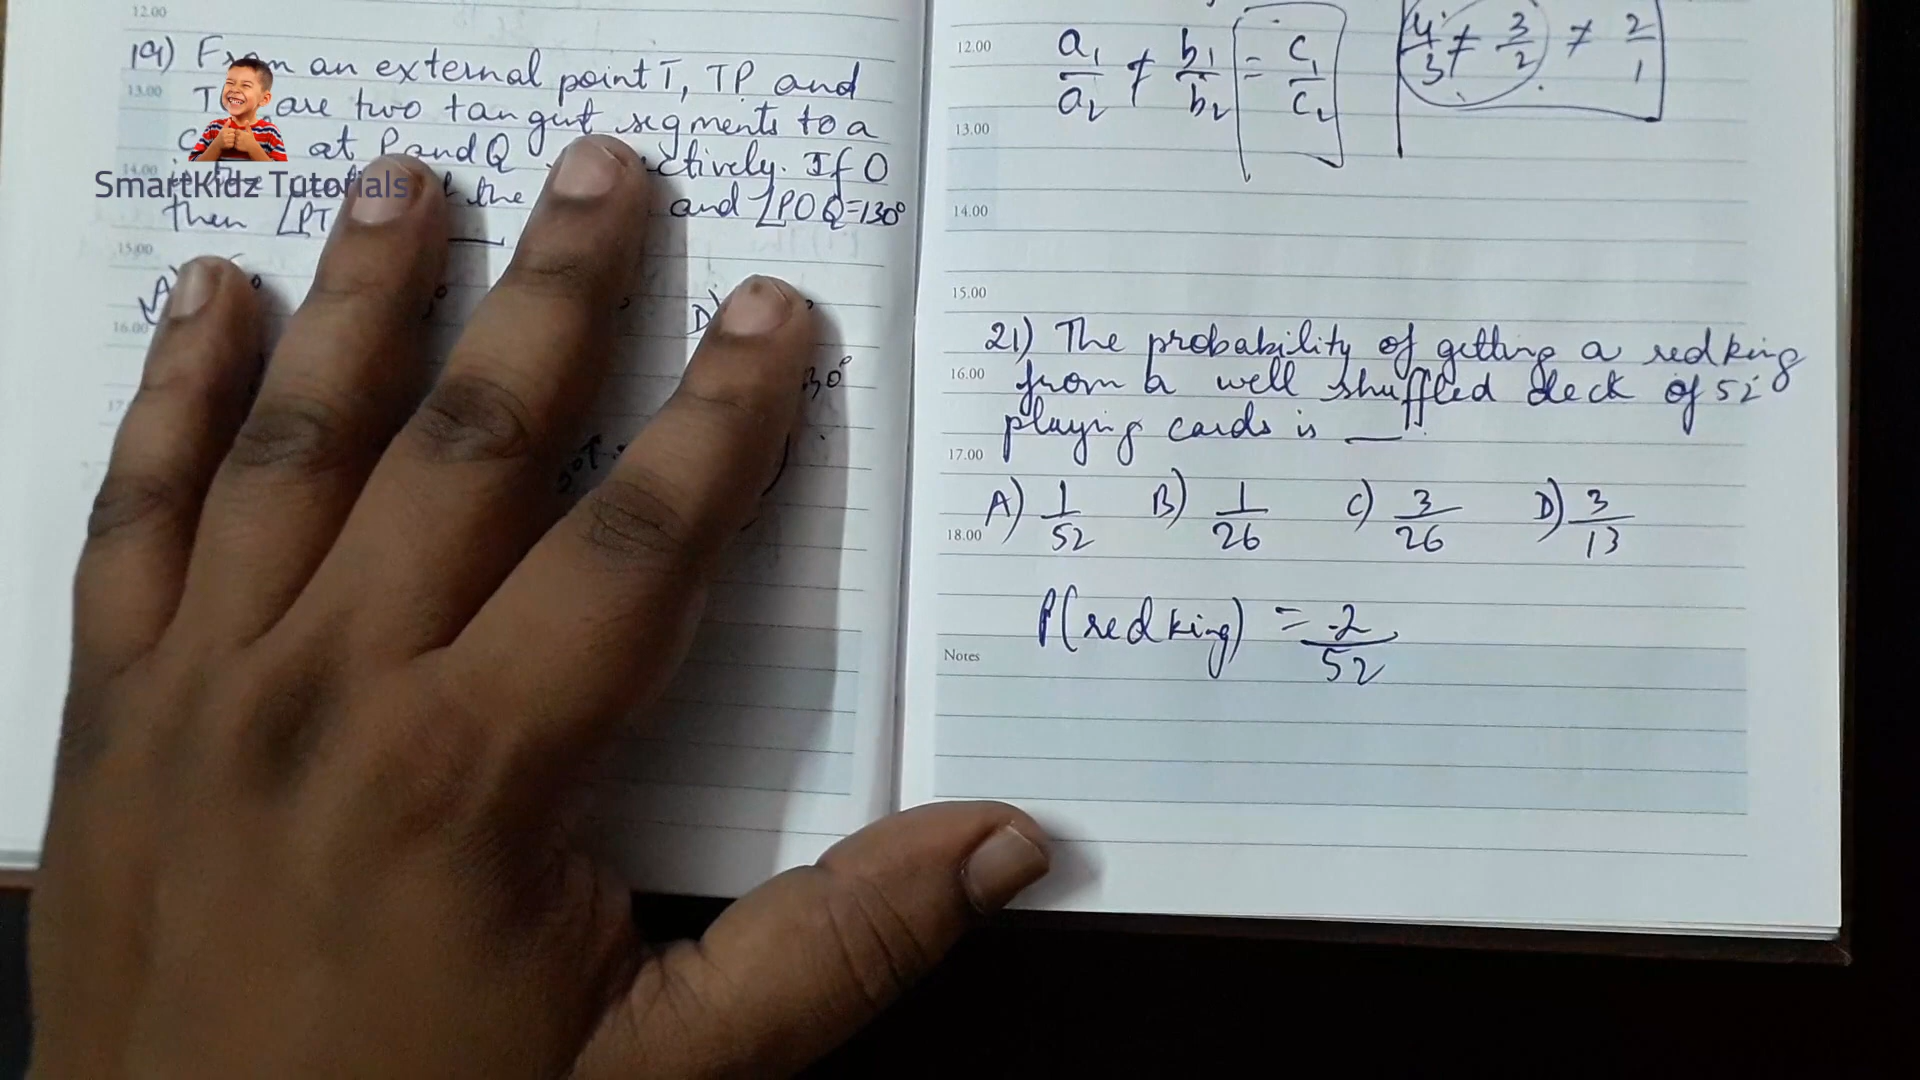 12.00
19) From an external point T, TP and
13.00
are two tangent segments to a
at P and Q ectively. If O
14.00
SmartKidz Tutorials
the and ∠POQ=130°
then ∠PT ___
15.00
A) D)
16.00
30°
12.00
a₁/a₂ ≠ b₁/b₂ = c₁/c₂
4/3 ≠ 3/2 ≠ 2/1
13.00
14.00
15.00
21) The probability of getting a red king
16.00
from a well shuffled deck of 52
playing cards is __.
17.00
A) 1/52 B) 1/26 C) 3/26 D) 3/13
18.00
P(red king) = 2/52
Notes